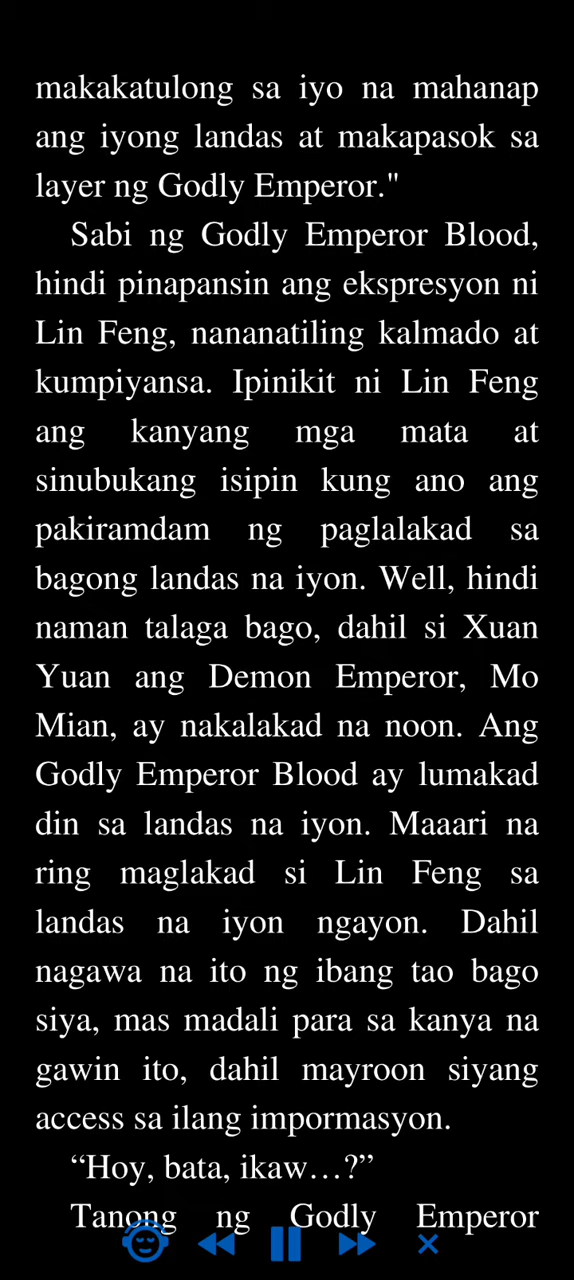 makakatulong sa iyo na mahanap
ang iyong landas at makapasok sa
layer ng Godly Emperor."
Sabi ng Godly Emperor Blood,
hindi pinapansin ang ekspresyon ni
Lin Feng, nananatiling kalmado at
kumpiyansa. Ipinikit ni Lin Feng
ang kanyang mga mata at
sinubukang isipin kung ano ang
pakiramdam ng paglalakad sa
bagong landas na iyon. Well, hindi
naman talaga bago, dahil si Xuan
Yuan ang Demon Emperor, Mo
Mian, ay nakalakad na noon. Ang
Godly Emperor Blood ay lumakad
din sa landas na iyon. Maaari na
ring maglakad si Lin Feng sa
landas na iyon ngayon. Dahil
nagawa na ito ng ibang tao bago
siya, mas madali para sa kanya na
gawin ito, dahil mayroon siyang
access sa ilang impormasyon.
“Hoy, bata, ikaw…?”
Tanong ng Godly Emperor